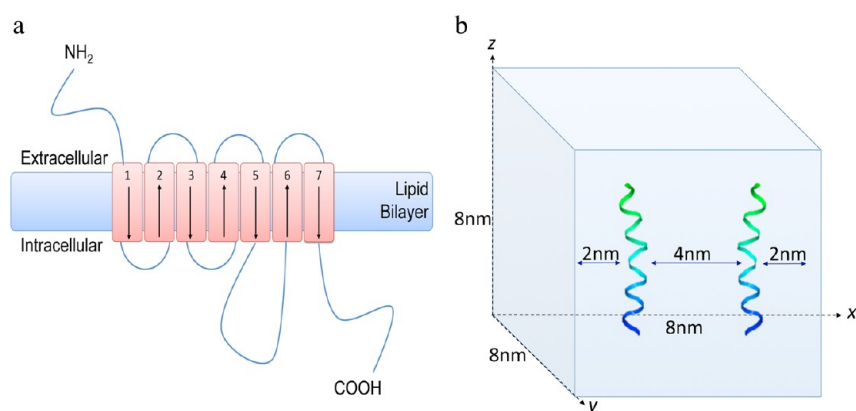 a
NH₂
Extracellular
1 2 3 4 5 6 7
Lipid
Bilayer
Intracellular
COOH
b
z
8nm
2nm
4nm
2nm
x
8nm
8nm
y